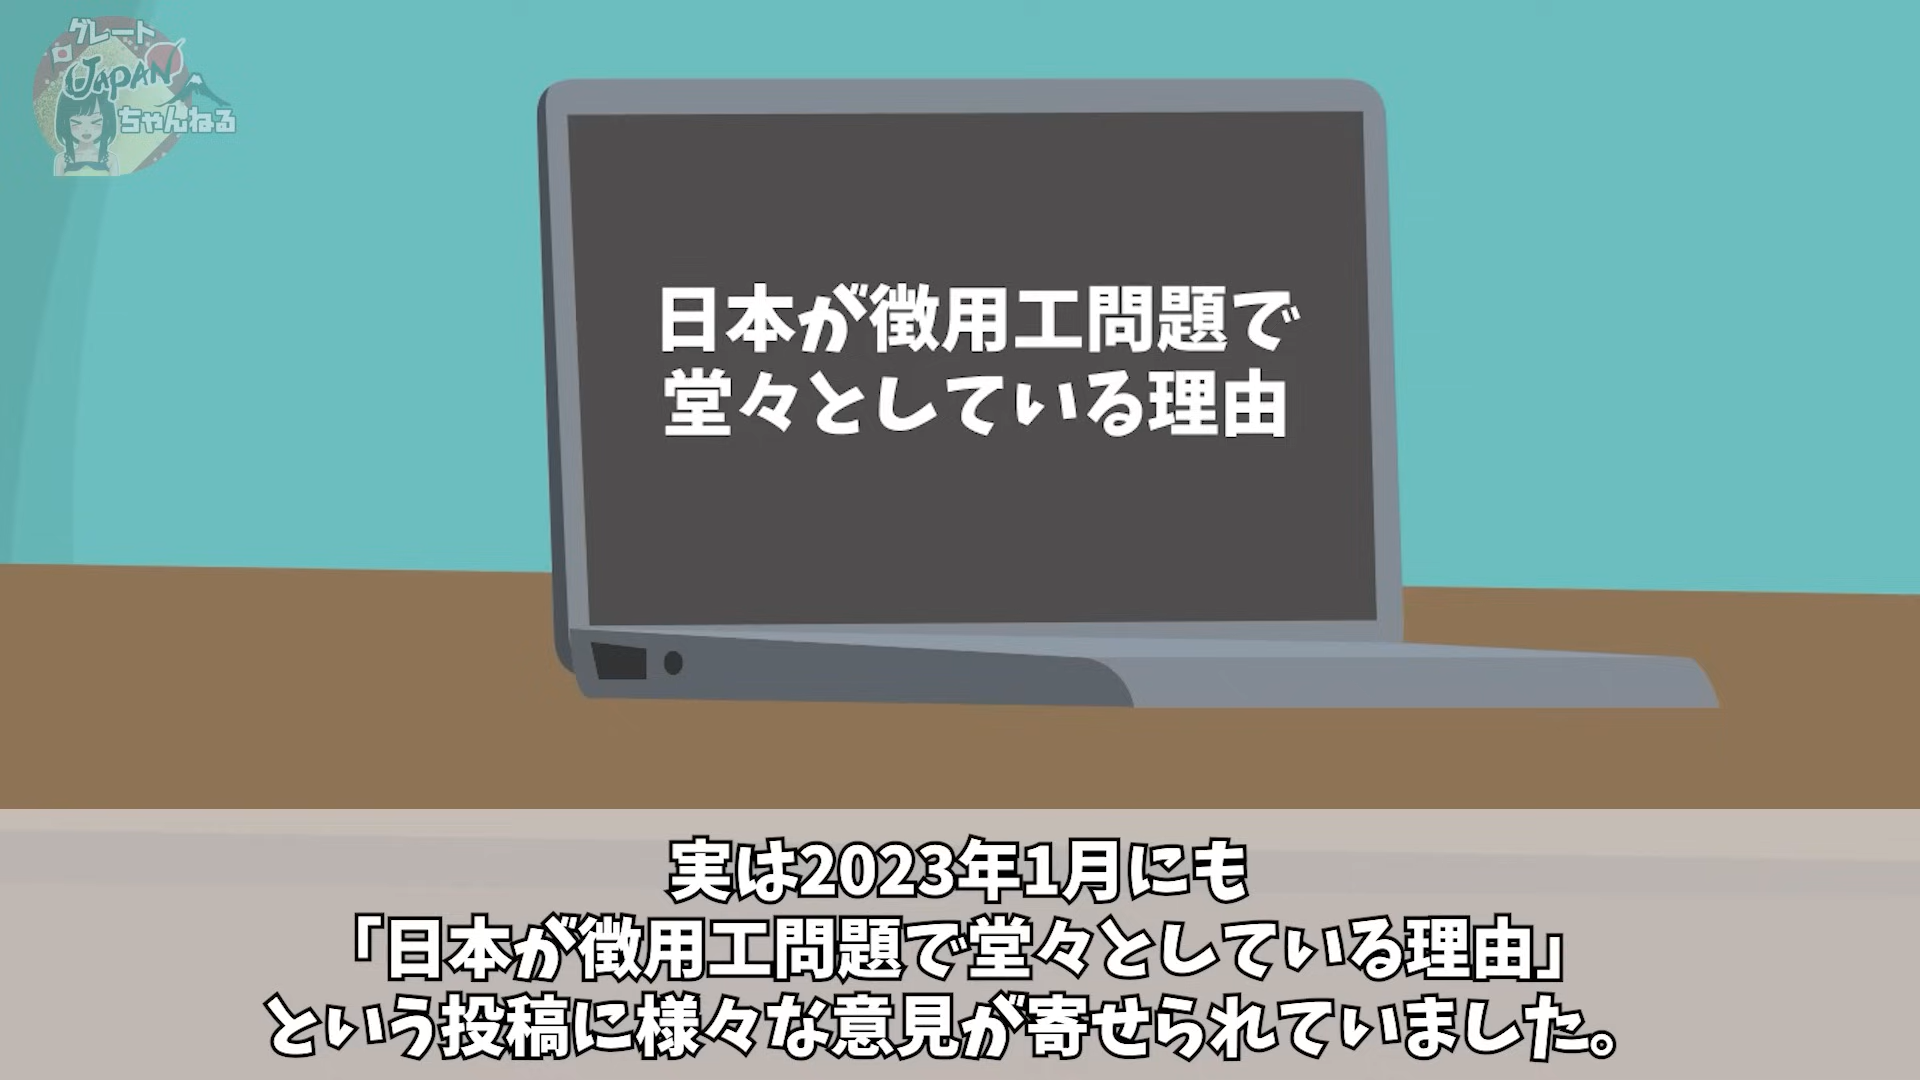 グレート
JAPAN
ちゃんねる
日本が徴用工問題で
堂々としている理由
実は2023年1月にも
「日本が徴用工問題で堂々としている理由」
という投稿に様々な意見が寄せられていました。